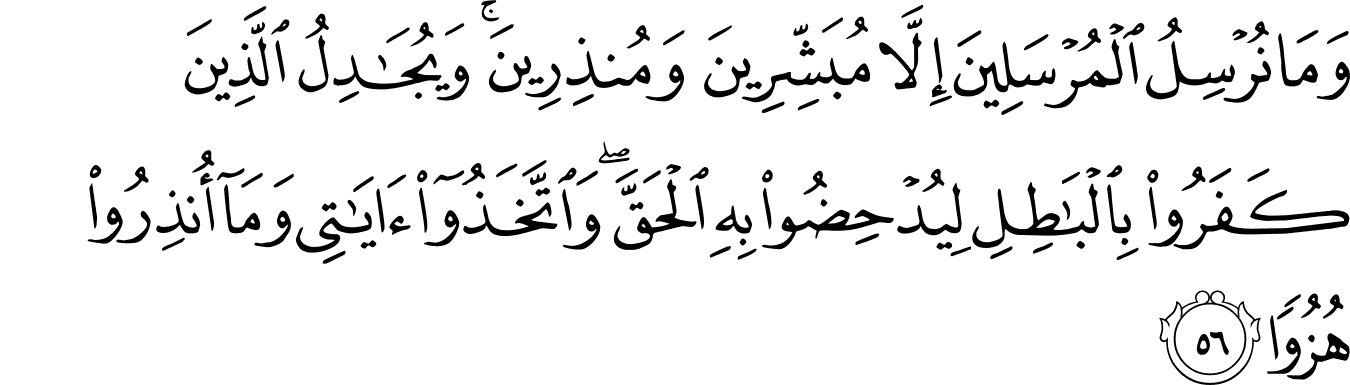 وَمَا نُرۡسِلُ ٱلۡمُرۡسَلِينَ إِلَّا مُبَشِّرِينَ وَمُنذِرِينَۚ وَيُجَٰدِلُ ٱلَّذِينَ
كَفَرُواْ بِٱلۡبَٰطِلِ لِيُدۡحِضُواْ بِهِ ٱلۡحَقَّۖ وَٱتَّخَذُوٓاْ ءَايَٰتِي وَمَآ أُنذِرُواْ
هُزُوٗا ٥٦